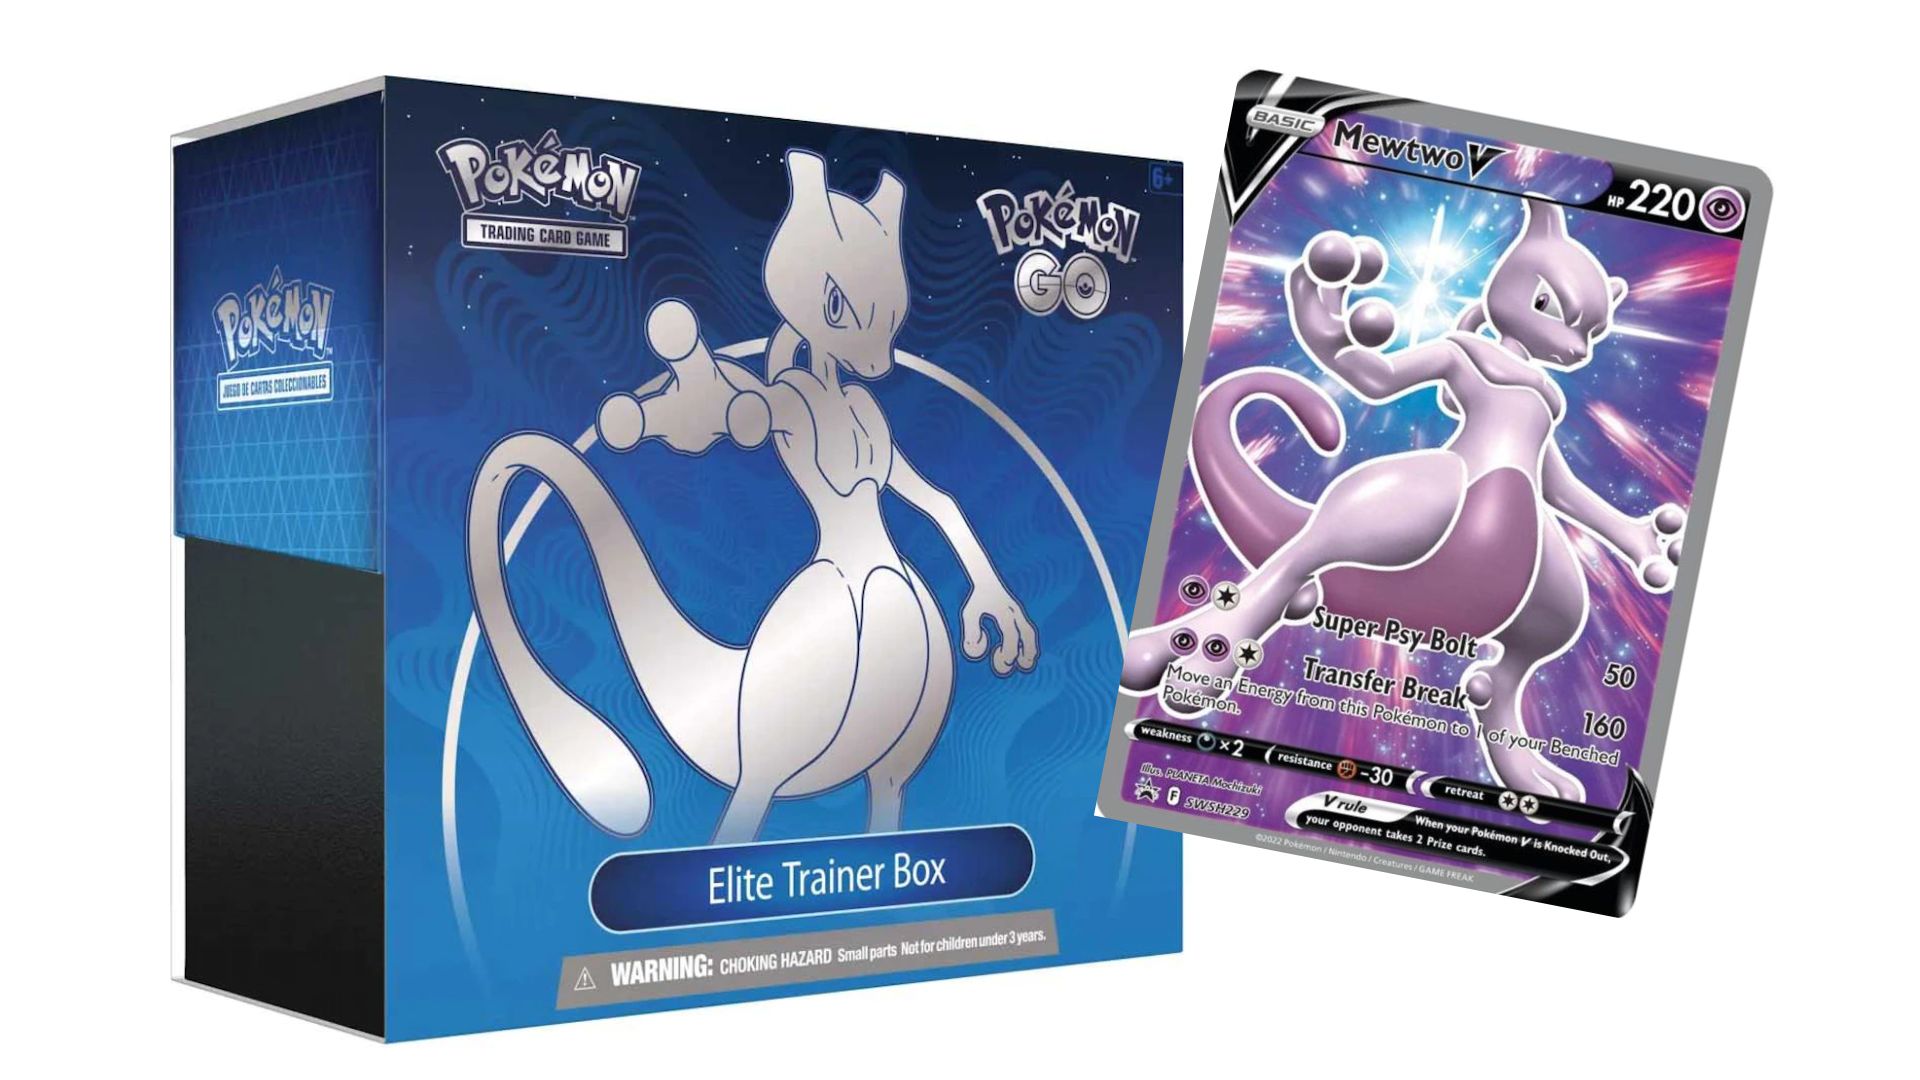 POKéMON
TRADING CARD GAME
POKéMON
GO
6+
POKéMON
JUEGO DE CARTAS COLECCIONABLES
Elite Trainer Box
WARNING: CHOKING HAZARD Small parts Not for children under 3 years.
BASIC
Mewtwo V
HP 220
Super Psy Bolt 50
Transfer Break 160
Move an Energy from this Pokémon to 1 of your Benched
Pokémon.
weakness ×2 resistance -30 retreat
Illus. PLANETA Mochizuki
F SWSH229
V rule When your Pokémon V is Knocked Out,
your opponent takes 2 Prize cards.
©2022 Pokémon / Nintendo / Creatures / GAME FREAK